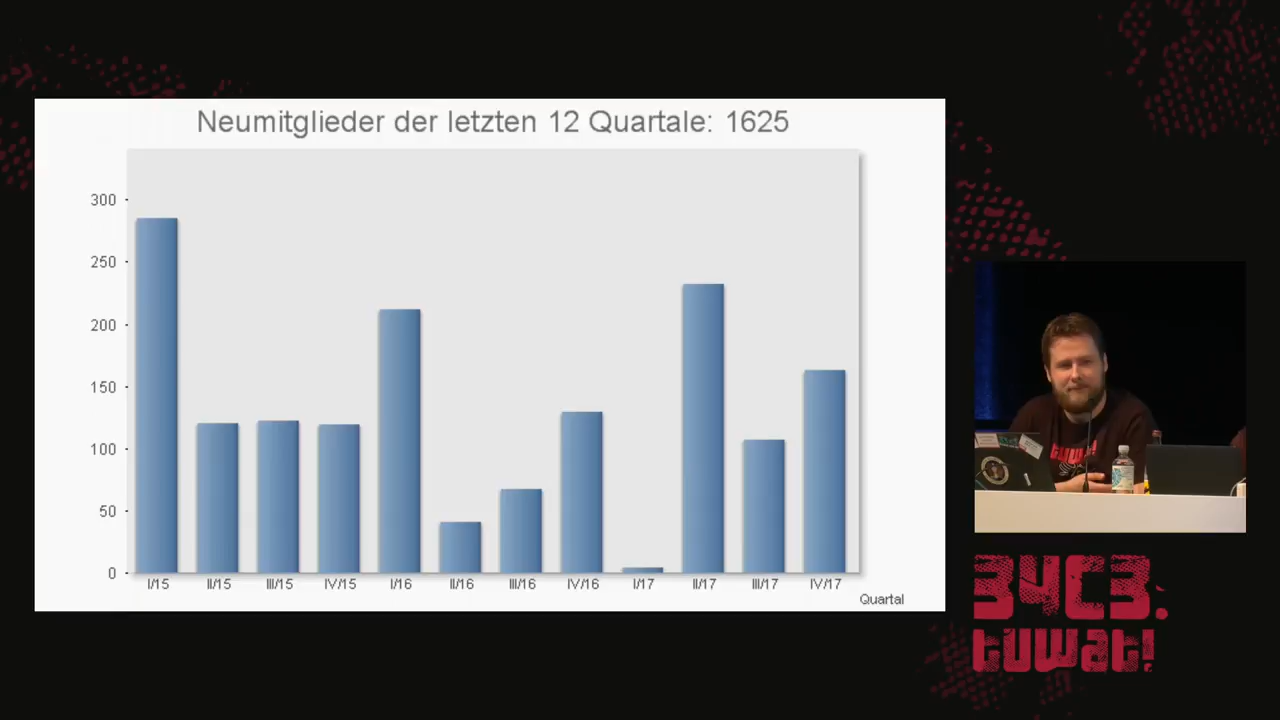 Neumitglieder der letzten 12 Quartale: 1625
300
250
200
150
100
50
0
I/15 II/15 III/15 IV/15 I/16 II/16 III/16 IV/16 I/17 II/17 III/17 IV/17
Quartal
tuwat!
34C3.
tuwat!